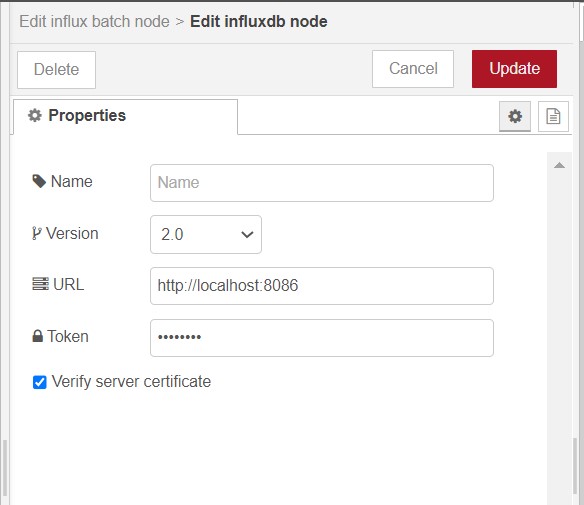 Edit influx batch node > Edit influxdb node
Delete
Cancel
Update
Properties
Name
Name
Version
2.0
URL
http://localhost:8086
Token
••••••••
Verify server certificate